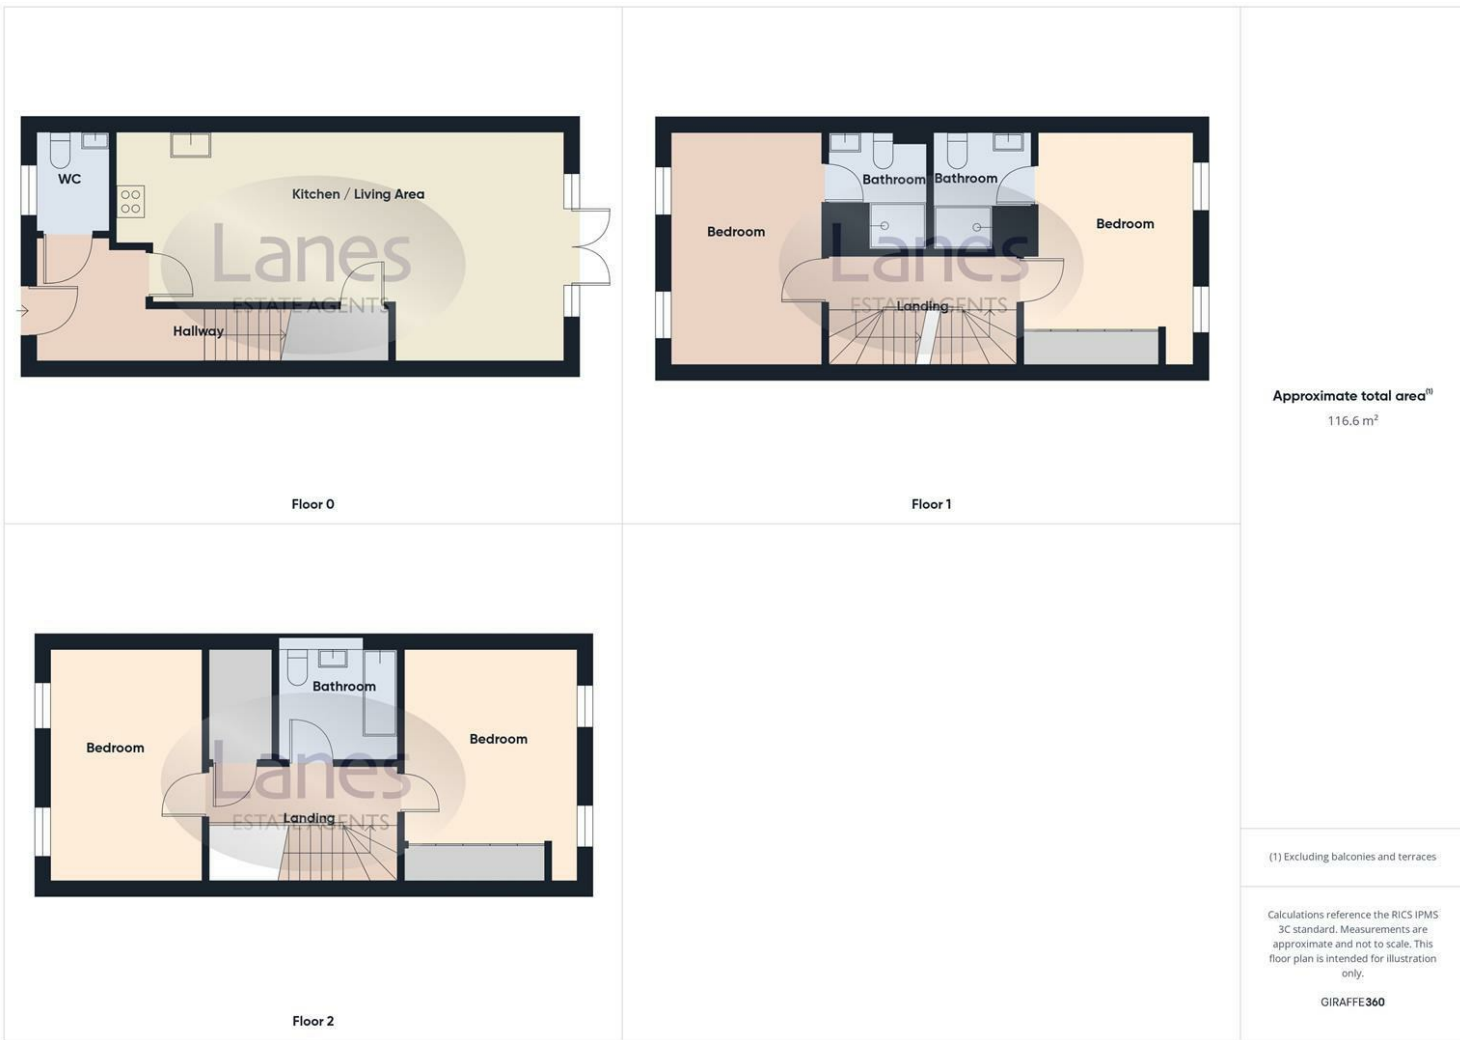 WC
Kitchen / Living Area
Lanes
ESTATE AGENTS
Hallway
Floor 0
Bathroom
Bathroom
Bedroom
Bedroom
Lanes
ESTATE AGENTS
Landing
Floor 1
Approximate total area(1)
116.6 m²
Bathroom
Bedroom
Bedroom
Lanes
ESTATE AGENTS
Landing
Floor 2
(1) Excluding balconies and terraces
Calculations reference the RICS IPMS
3C standard. Measurements are
approximate and not to scale. This
floor plan is intended for illustration
only.
GIRAFFE360